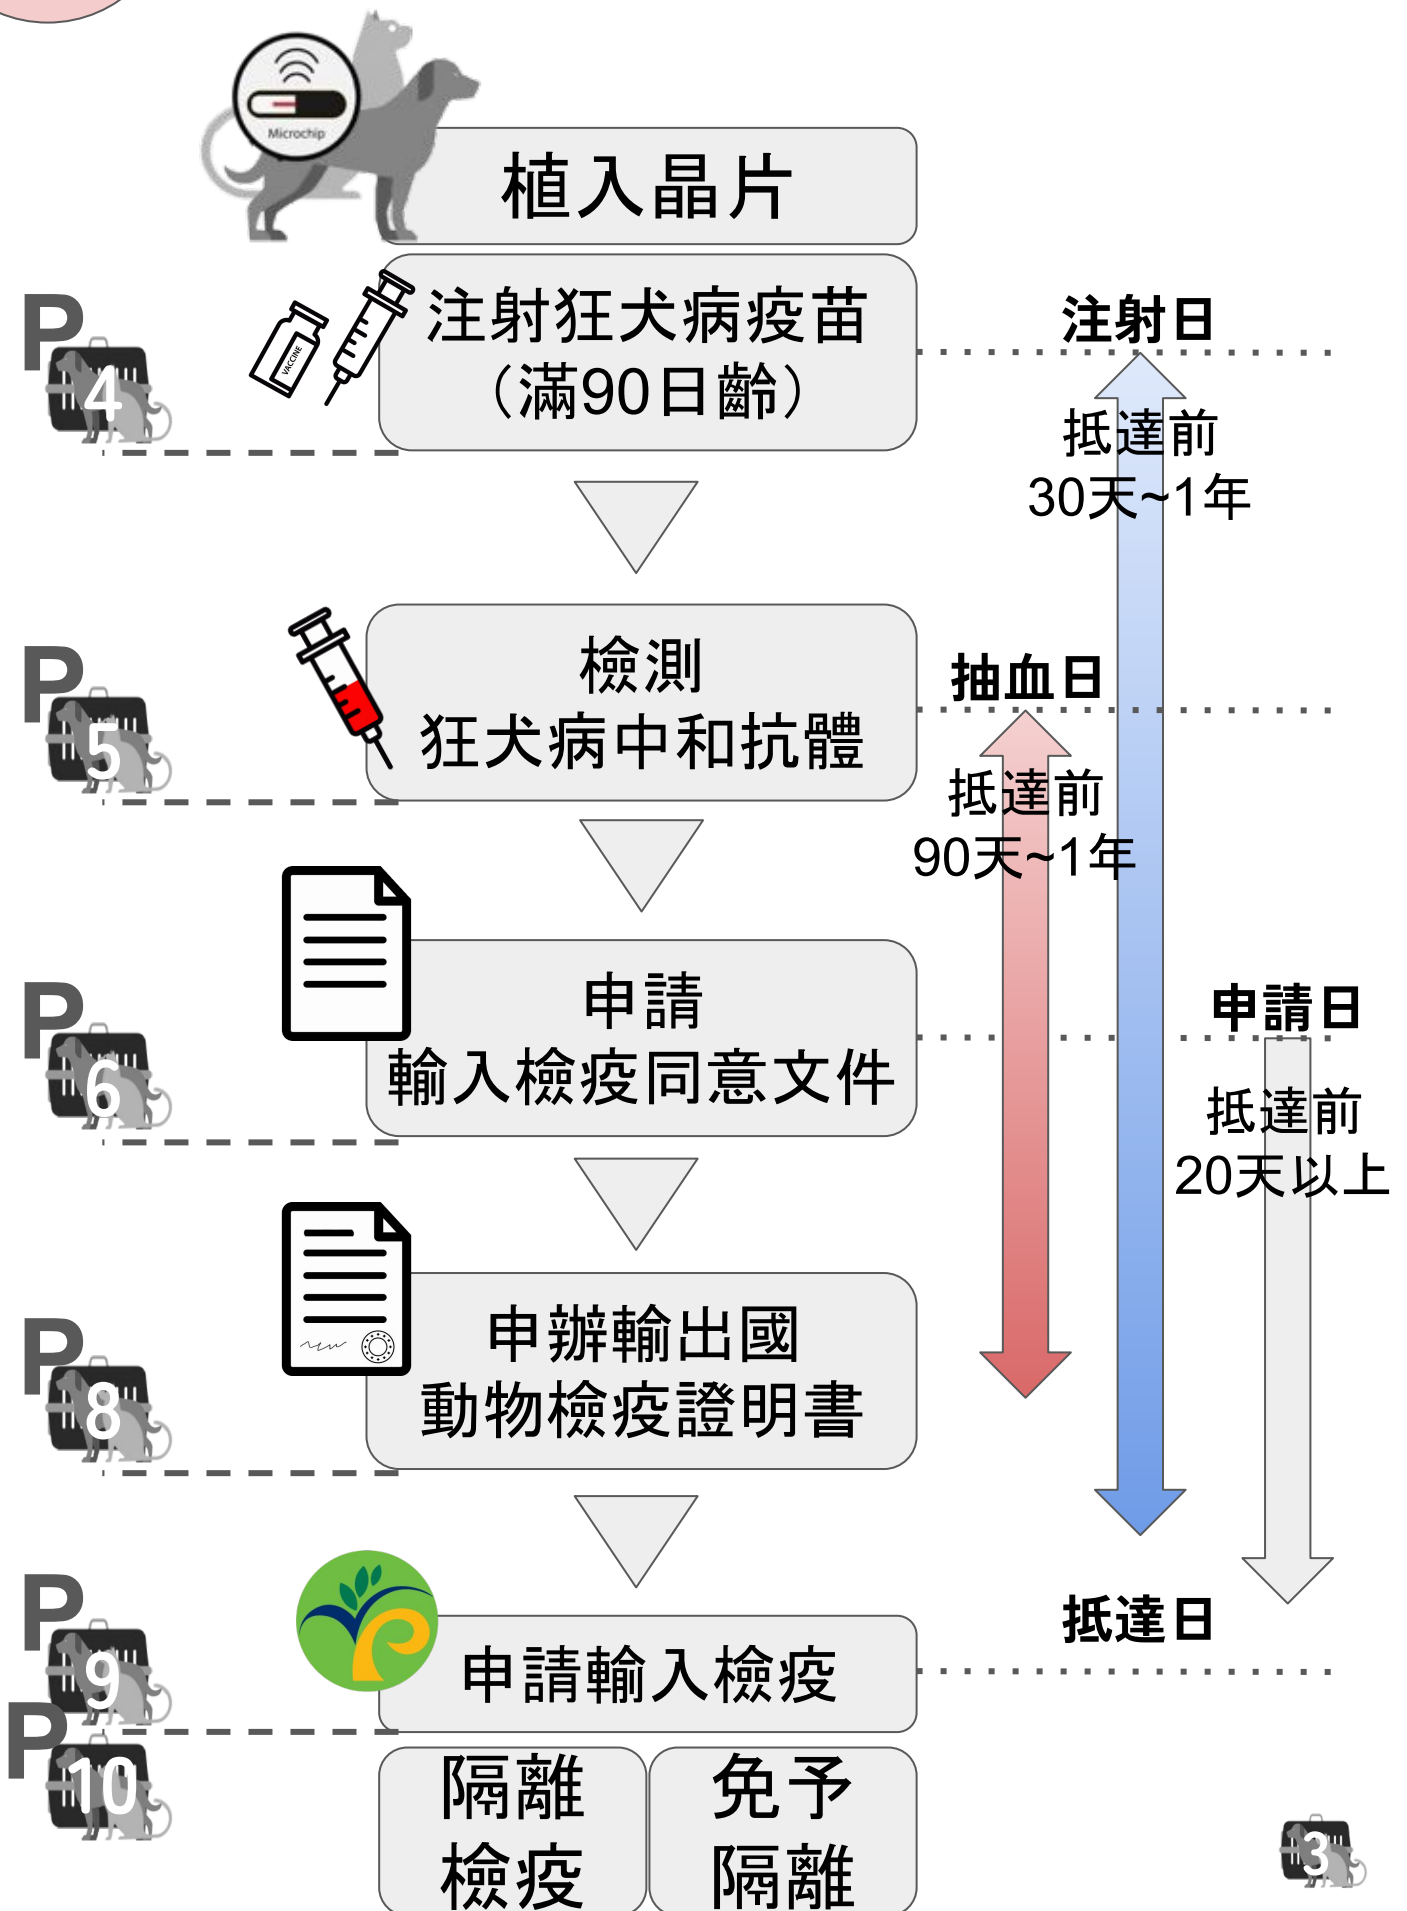 Microchip
植入晶片
P
4
VACCINE
注射狂犬病疫苗
（滿90日齡）
注射日
抵達前
30天~1年
P
5
檢測
狂犬病中和抗體
抽血日
抵達前
90天~1年
P
6
申請
輸入檢疫同意文件
申請日
抵達前
20天以上
P
8
申辦輸出國
動物檢疫證明書
P
9
申請輸入檢疫
抵達日
P
10
隔離
檢疫
免予
隔離
3